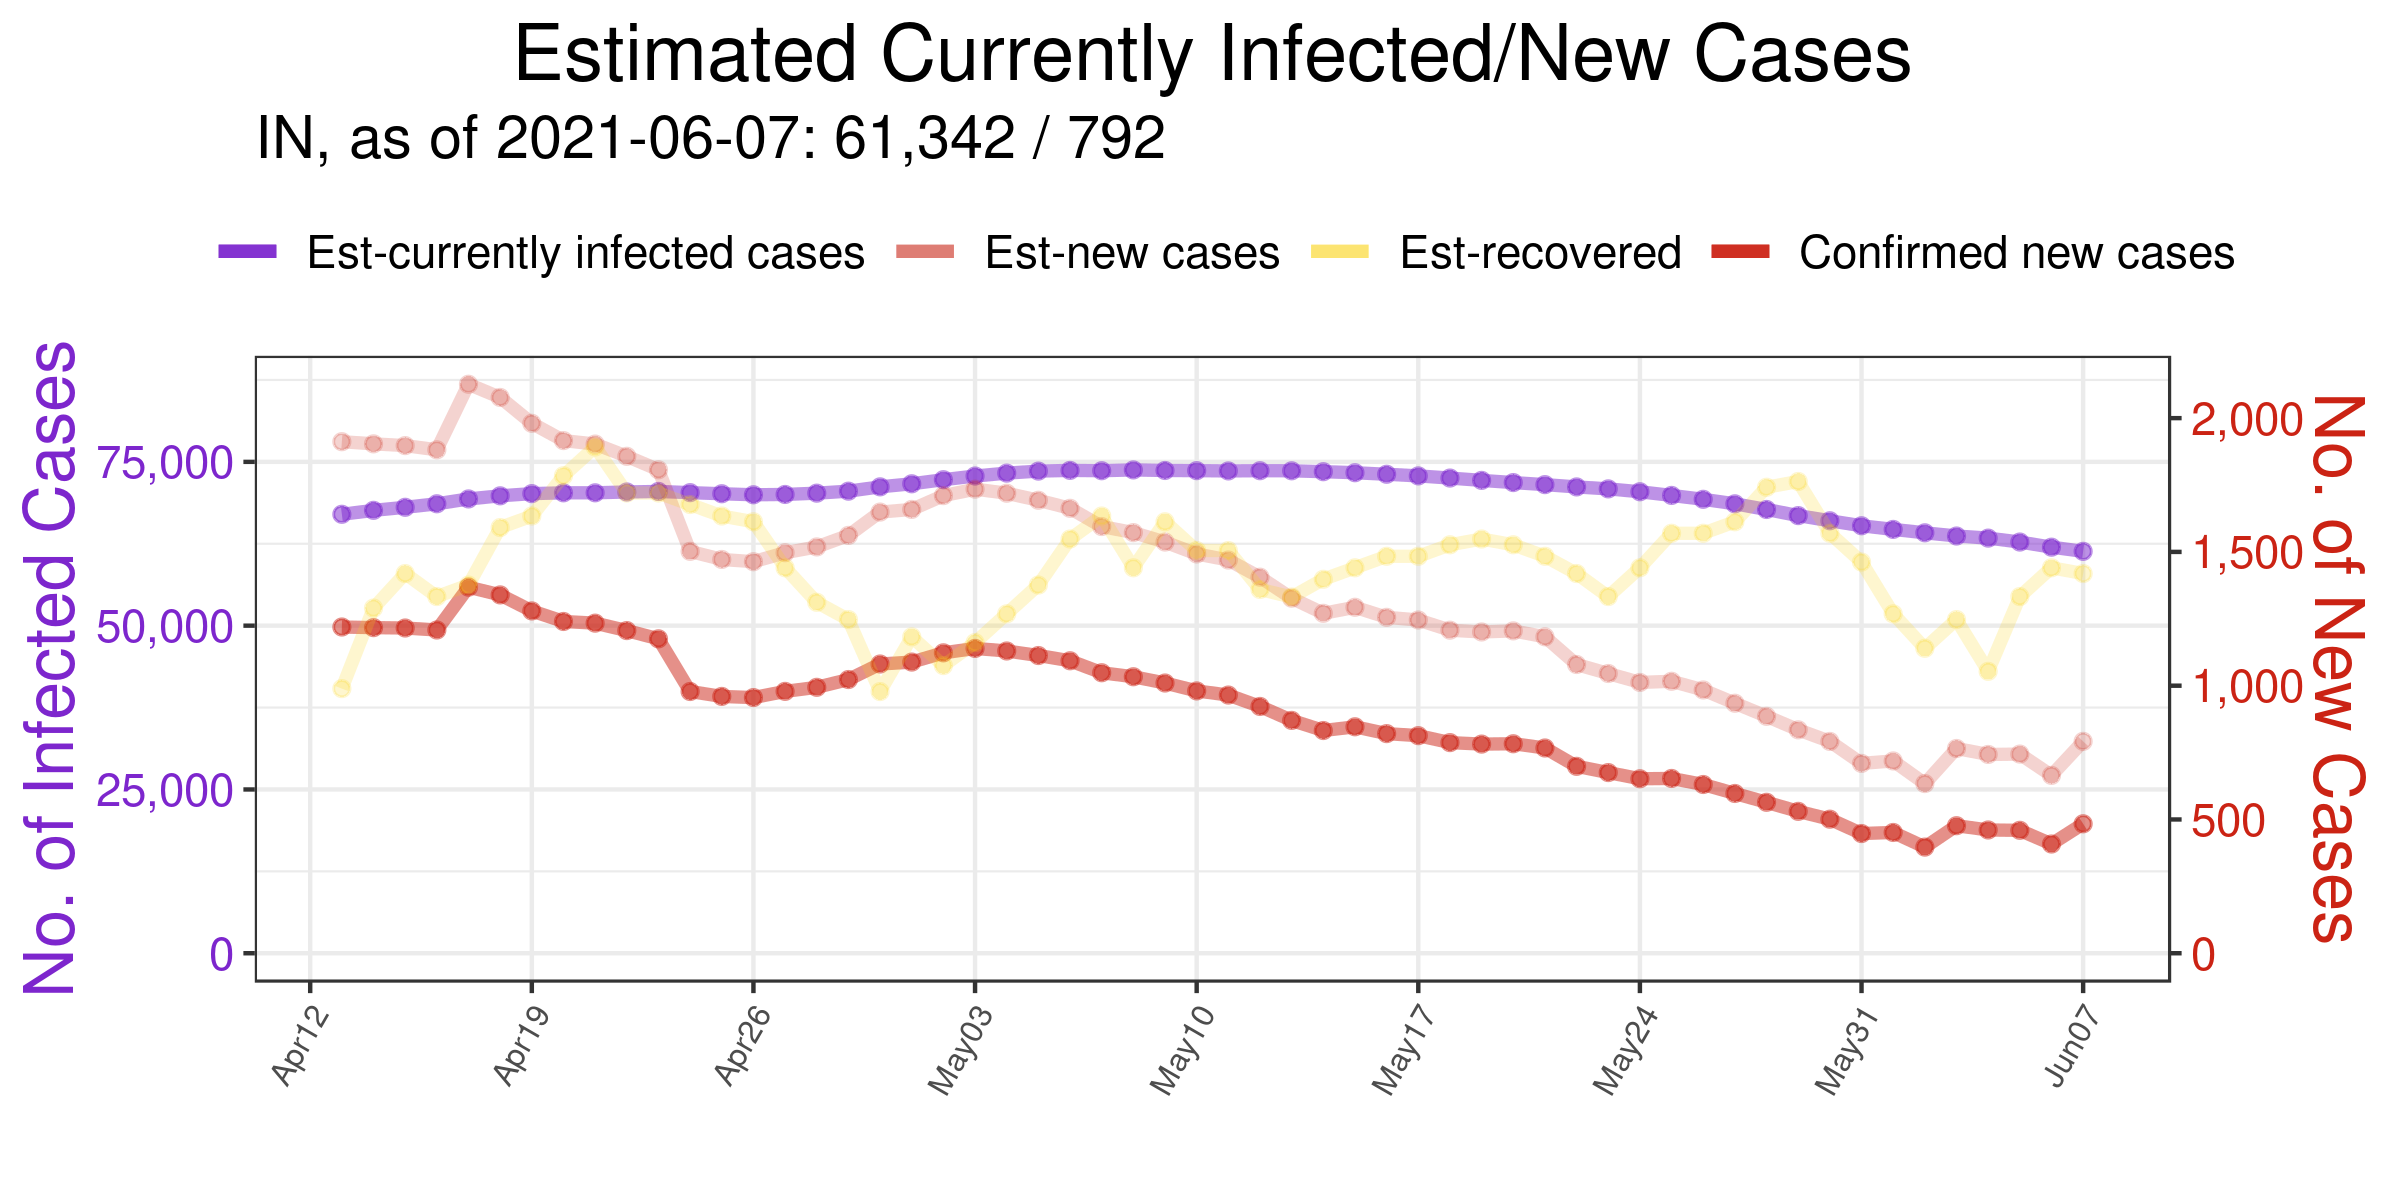 Estimated Currently Infected/New Cases
IN, as of 2021-06-07: 61,342 / 792
Est-currently infected cases Est-new cases Est-recovered Confirmed new cases
No. of Infected Cases
75,000
50,000
25,000
0
2,000
1,500
1,000
500
0
No. of New Cases
Apr12 Apr19 Apr26 May03 May10 May17 May24 May31 Jun07